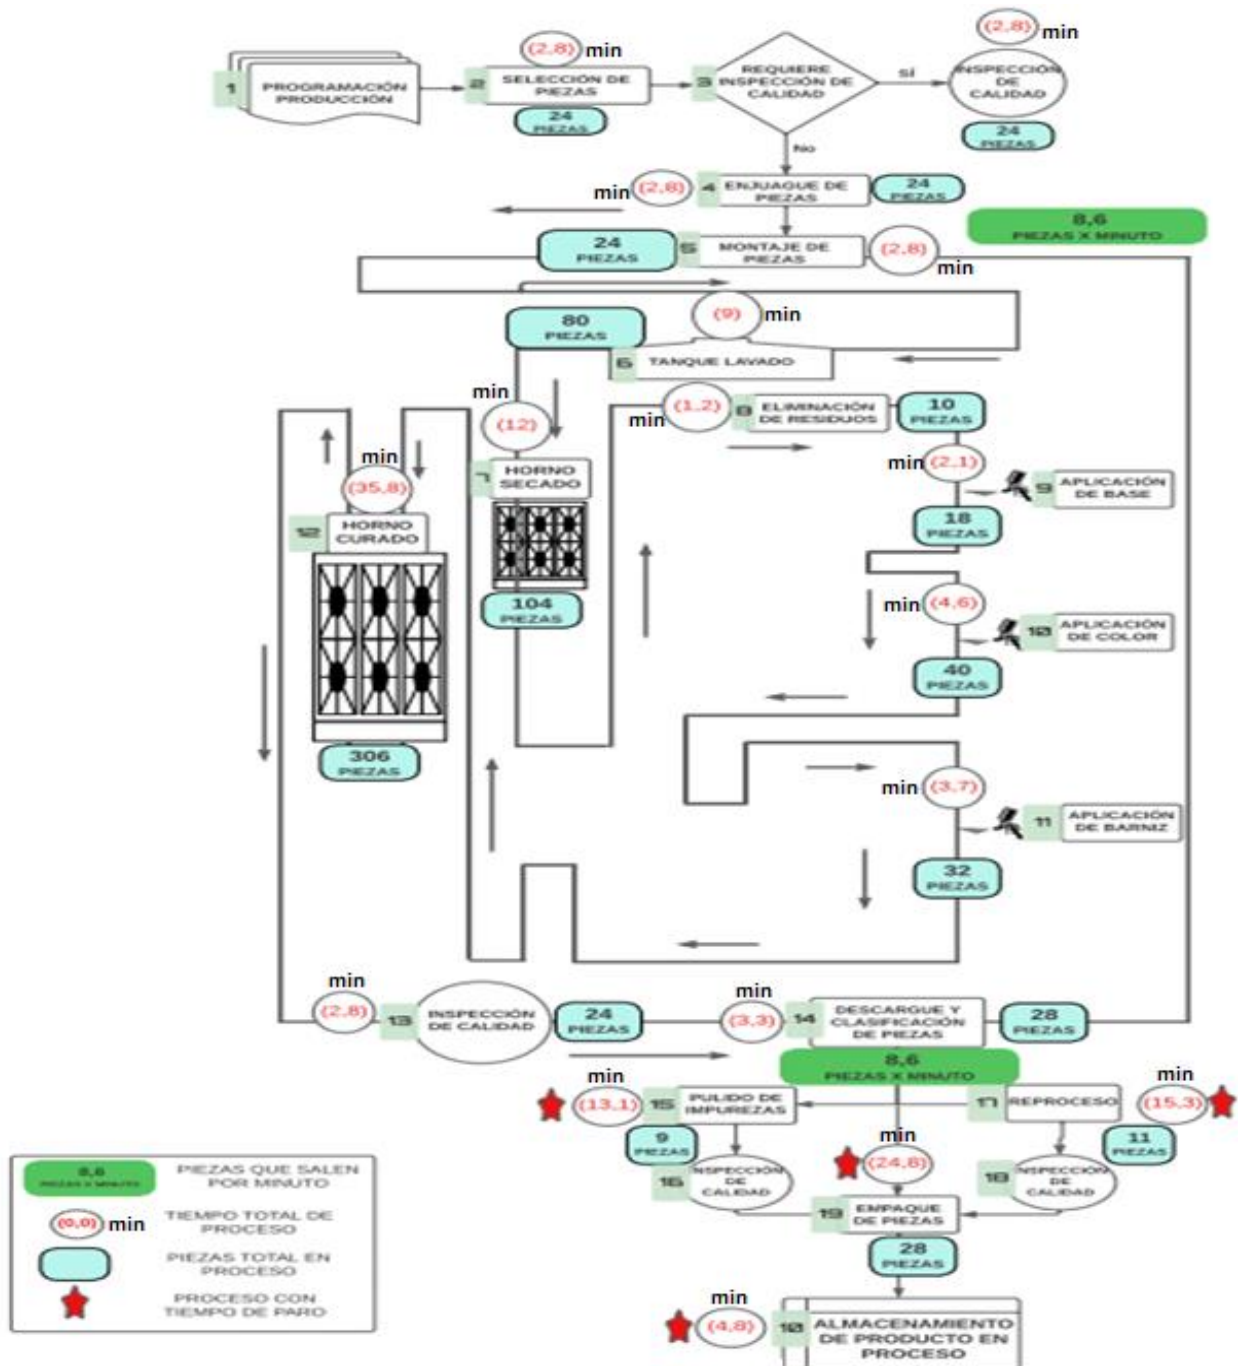 (2,8) min
(2,8) min
1 PROGRAMACIÓN
PRODUCCIÓN
2 SELECCIÓN DE
PIEZAS
24
PIEZAS
3 REQUIERE
INSPECCIÓN DE
CALIDAD
SÍ
INSPECCIÓN
DE
CALIDAD
24
PIEZAS
No
min (2,8) 4 ENJUAGUE DE
PIEZAS
24
PIEZAS
8,6
PIEZAS X MINUTO
24
PIEZAS
5 MONTAJE DE
PIEZAS
(2,8)
min
80
PIEZAS
(9) min
6 TANQUE LAVADO
min
(12)
7 HORNO
SECADO
104
PIEZAS
min (1,2) 8 ELIMINACIÓN
DE RESIDUOS
10
PIEZAS
min (2,1)
9 APLICACIÓN
DE BASE
18
PIEZAS
min
(35,8)
12 HORNO
CURADO
306
PIEZAS
min (4,6)
10 APLICACIÓN
DE COLOR
40
PIEZAS
min (3,7)
11 APLICACIÓN
DE BARNIZ
32
PIEZAS
min
(2,8) 13 INSPECCIÓN
DE CALIDAD
24
PIEZAS
min
(3,3) 14 DESCARGUE Y
CLASIFICACIÓN
DE PIEZAS
28
PIEZAS
8,6
PIEZAS X MINUTO
min
(13,1) 15 PULIDO DE
IMPUREZAS
9
PIEZAS
16 INSPECCIÓN
DE
CALIDAD
17 REPROCESO
min
(15,3)
11
PIEZAS
18 INSPECCIÓN
DE
CALIDAD
min
(24,8)
19 EMPAQUE
DE PIEZAS
28
PIEZAS
min
(4,8) 10 ALMACENAMIENTO
DE PRODUCTO EN
PROCESO
8,6
PIEZAS X MINUTO
PIEZAS QUE SALEN
POR MINUTO
(0,0) min
TIEMPO TOTAL DE
PROCESO
PIEZAS TOTAL EN
PROCESO
PROCESO CON
TIEMPO DE PARO